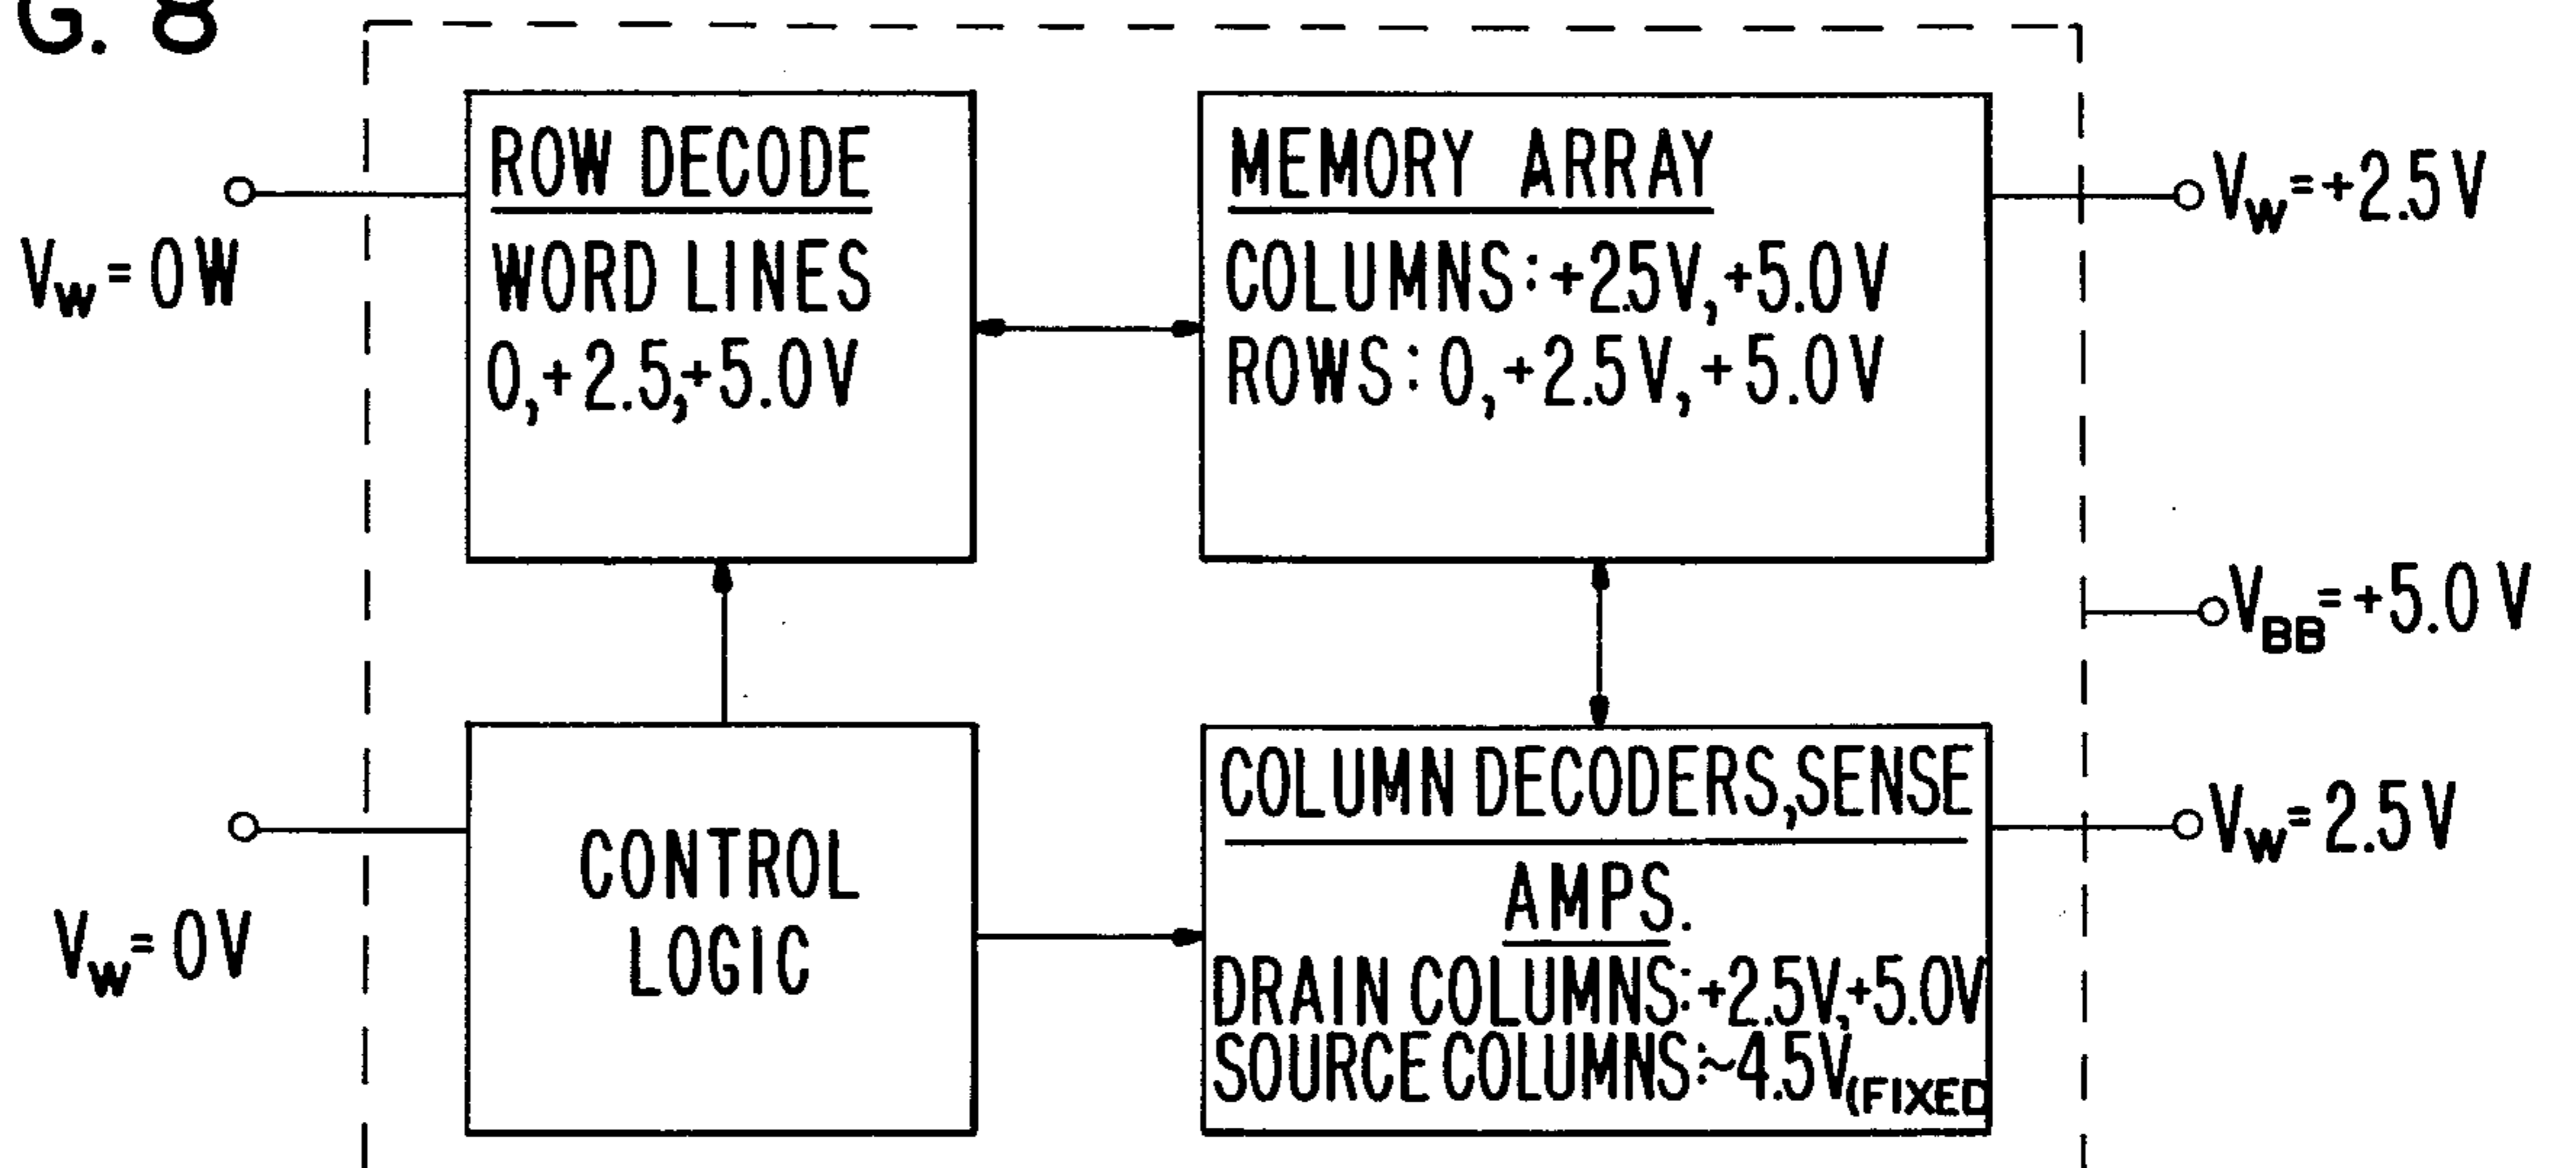 G. 8
ROW DECODE
WORD LINES
0,+2.5,+5.0V
MEMORY ARRAY
COLUMNS:+2.5V,+5.0V
ROWS:0,+2.5V,+5.0V
VW=0W
VW=+2.5V
VBB=+5.0V
CONTROL
LOGIC
VW=0V
COLUMN DECODERS,SENSE
AMPS.
DRAIN COLUMNS:+2.5V,+5.0V
SOURCE COLUMNS:~4.5V(FIXED
VW=2.5V